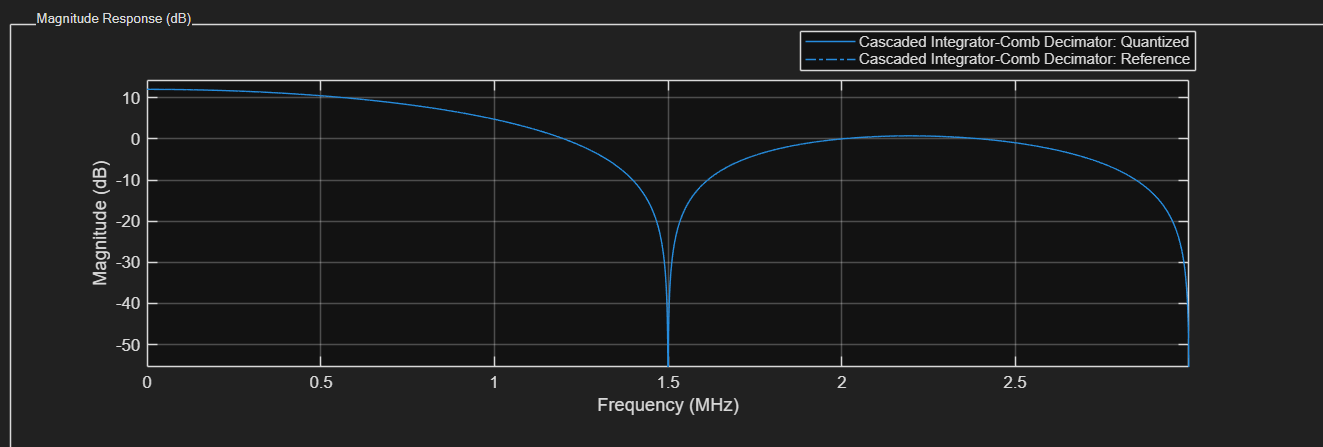 Magnitude Response (dB)
Cascaded Integrator-Comb Decimator: Quantized
Cascaded Integrator-Comb Decimator: Reference
10
0
-10
-20
-30
-40
-50
Magnitude (dB)
0 0.5 1 1.5 2 2.5
Frequency (MHz)